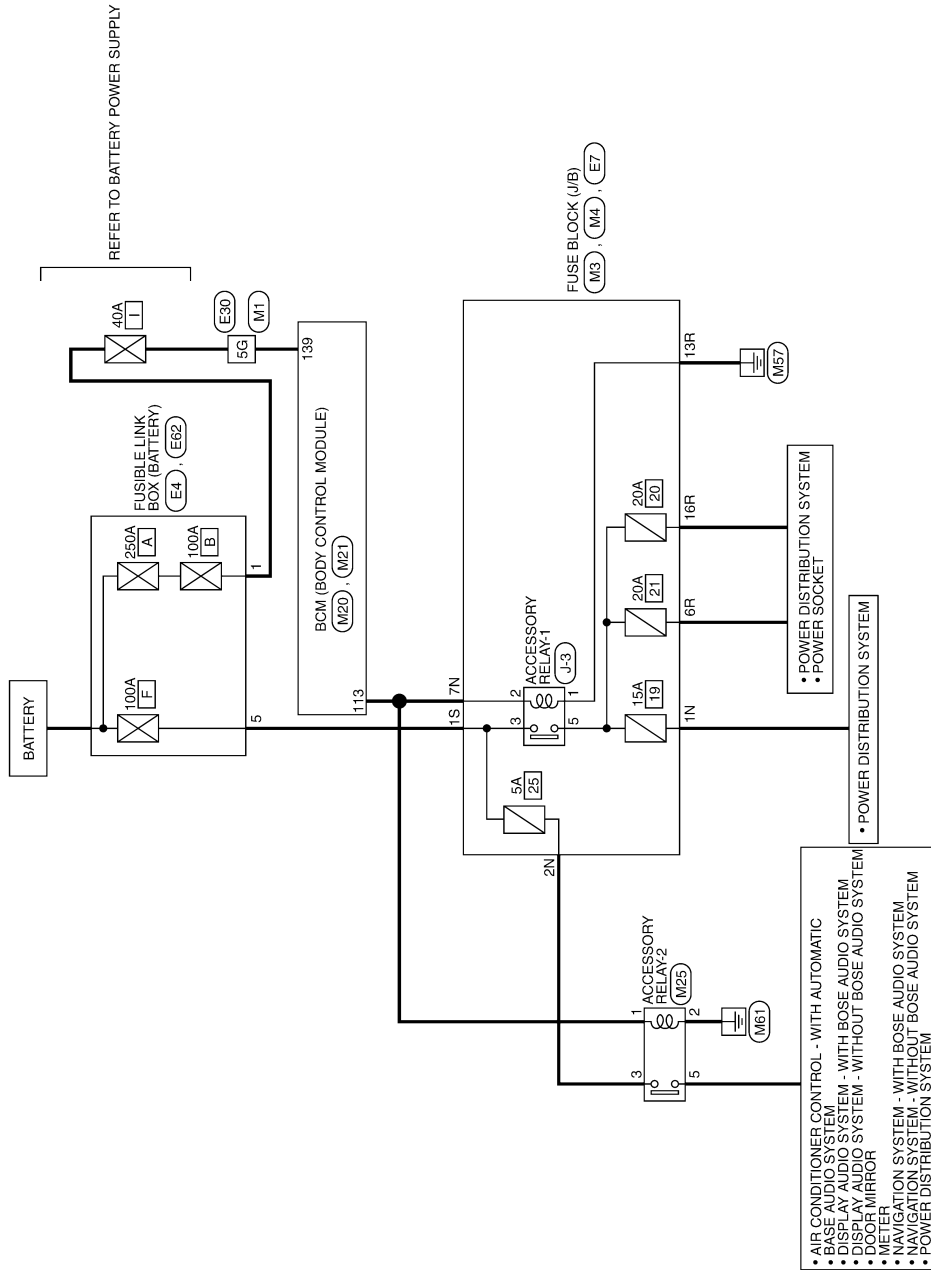 REFER TO BATTERY POWER SUPPLY
BATTERY
FUSIBLE LINK
BOX (BATTERY)
E4 , E62
100A
F
250A
A
100A
B
5
1
40A
I
5G
E30
M1
139
BCM (BODY CONTROL MODULE)
M20 , M21
113
FUSE BLOCK (J/B)
M3 , M4 , E7
1S
7N
5A
25
2N
3
2
ACCESSORY
RELAY-1
J-3
5
1
15A
19
20A
21
20A
20
1N
6R
16R
13R
M57
ACCESSORY
RELAY-2
M25
3
1
5
2
M61
• POWER DISTRIBUTION SYSTEM
• POWER SOCKET
• POWER DISTRIBUTION SYSTEM
• AIR CONDITIONER CONTROL - WITH AUTOMATIC
• BASE AUDIO SYSTEM
• DISPLAY AUDIO SYSTEM - WITH BOSE AUDIO SYSTEM
• DISPLAY AUDIO SYSTEM - WITHOUT BOSE AUDIO SYSTEM
• DOOR MIRROR
• METER
• NAVIGATION SYSTEM - WITH BOSE AUDIO SYSTEM
• NAVIGATION SYSTEM - WITHOUT BOSE AUDIO SYSTEM
• POWER DISTRIBUTION SYSTEM